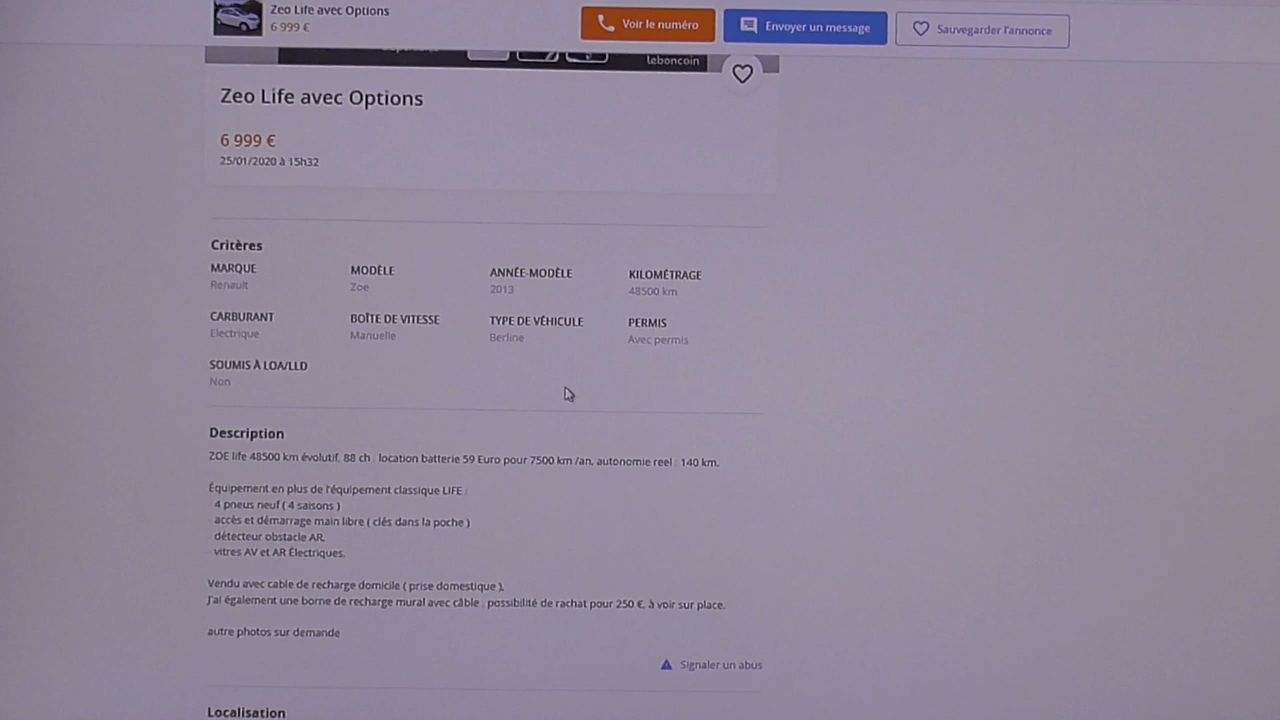 Zeo Life avec Options
6 999 €
Voir le numéro
Envoyer un message
Sauvegarder l'annonce
leboncoin
Zeo Life avec Options
6 999 €
25/01/2020 à 15h32
Critères
MARQUE MODÈLE ANNÉE-MODÈLE KILOMÉTRAGE
Renault Zoe 2013 48500 km
CARBURANT BOÎTE DE VITESSE TYPE DE VÉHICULE PERMIS
Electrique Manuelle Berline Avec permis
SOUMIS À LOA/LLD
Non
Description
ZOE life 48500 km évolutif, 88 ch : location batterie 59 Euro pour 7500 km /an, autonomie reel : 140 km.
Équipement en plus de l'équipement classique LIFE :
- 4 pneus neuf ( 4 saisons )
- accès et démarrage main libre ( clés dans la poche )
- détecteur obstacle AR.
- vitres AV et AR Électriques.
Vendu avec cable de recharge domicile ( prise domestique ).
J'ai également une borne de recharge mural avec câble : possibilité de rachat pour 250 €, à voir sur place.
autre photos sur demande
Signaler un abus
Localisation